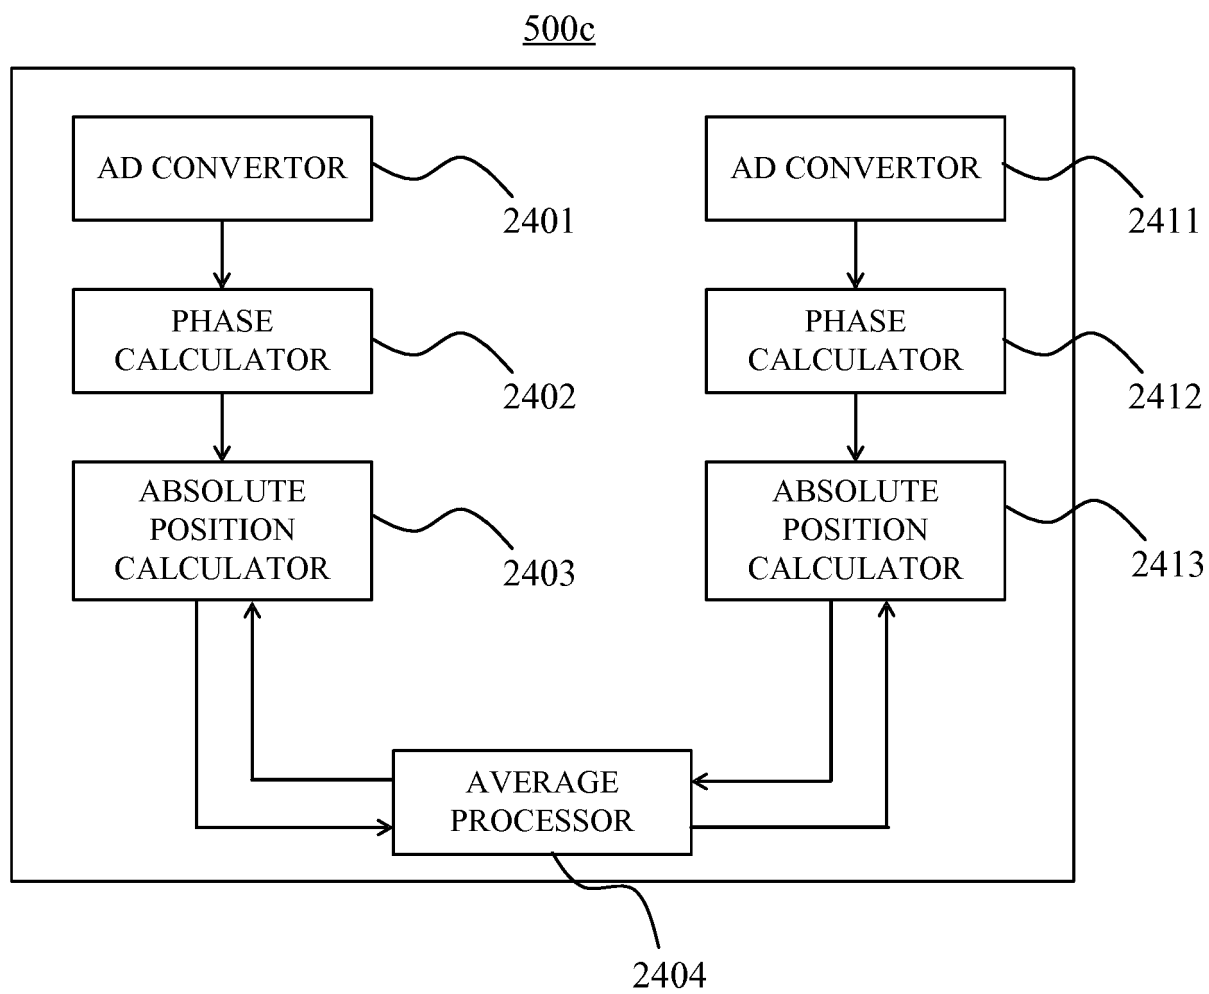 500c
AD CONVERTOR
2401
PHASE
CALCULATOR
2402
ABSOLUTE
POSITION
CALCULATOR
2403
AD CONVERTOR
2411
PHASE
CALCULATOR
2412
ABSOLUTE
POSITION
CALCULATOR
2413
AVERAGE
PROCESSOR
2404